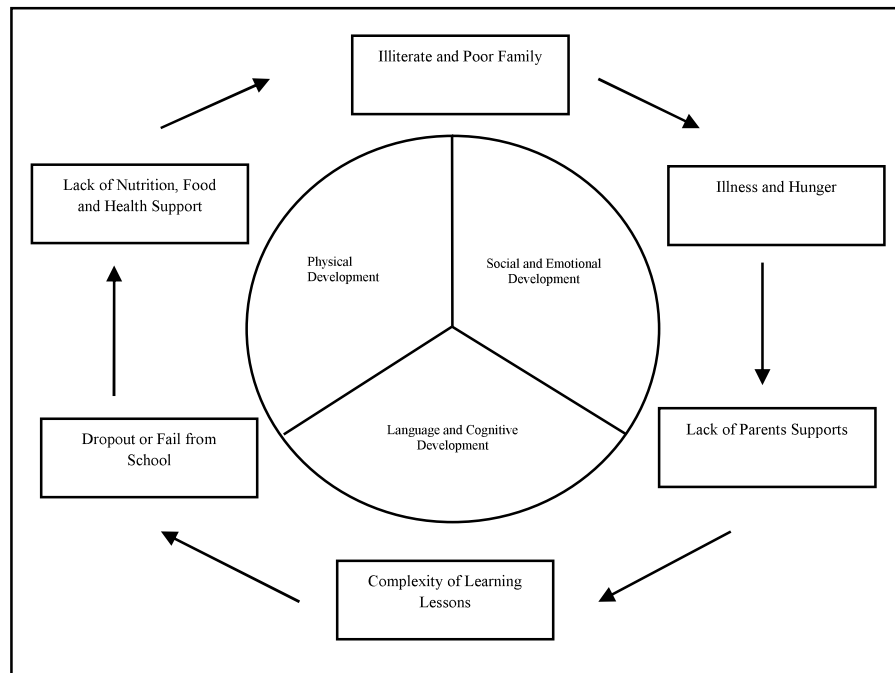 Illiterate and Poor Family
Lack of Nutrition, Food
and Health Support
Illness and Hunger
Physical
Development
Social and Emotional
Development
Language and Cognitive
Development
Dropout or Fail from
School
Lack of Parents Supports
Complexity of Learning
Lessons